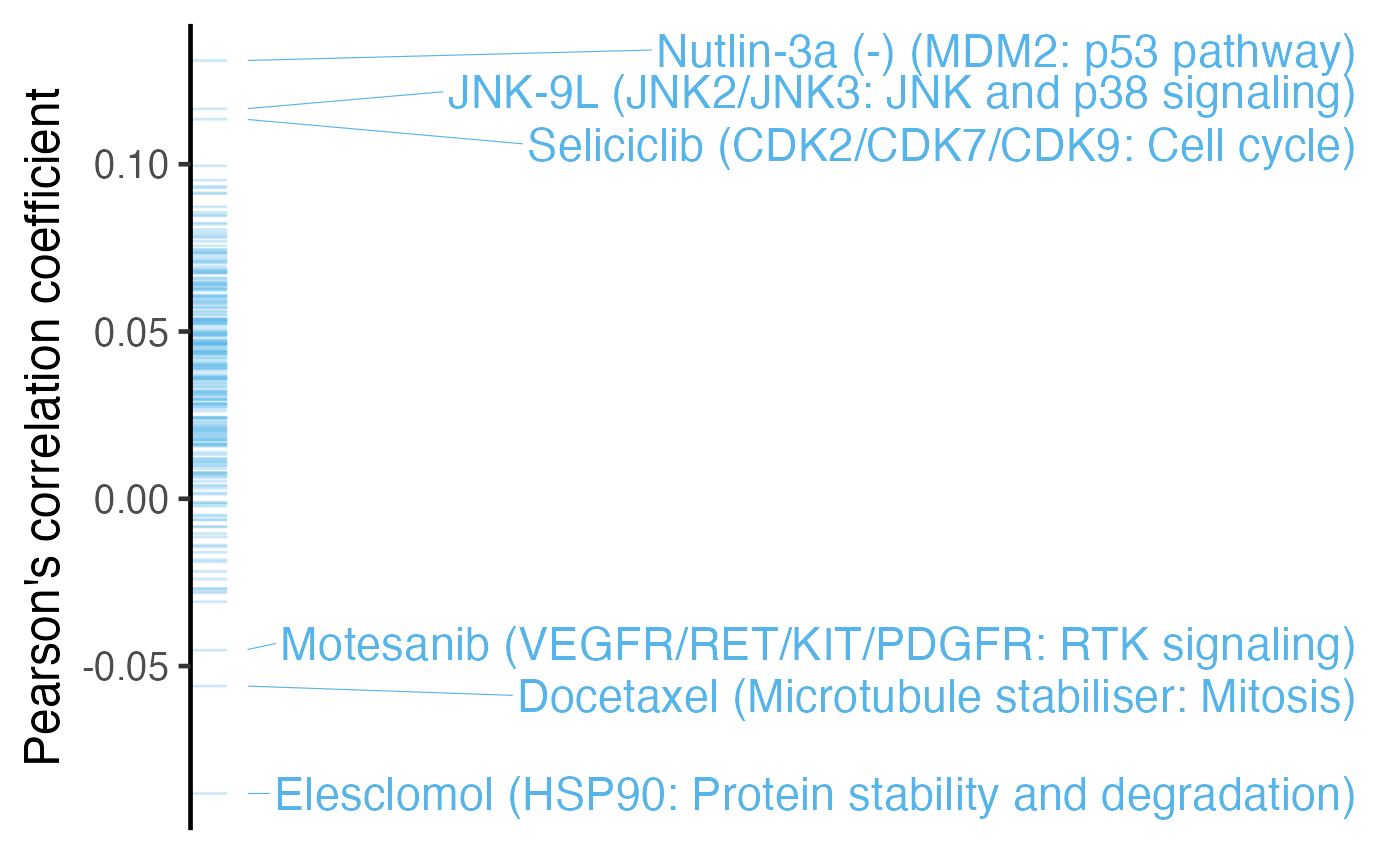 Pearson's correlation coefficient
Nutlin-3a (-) (MDM2: p53 pathway)
JNK-9L (JNK2/JNK3: JNK and p38 signaling)
Seliciclib (CDK2/CDK7/CDK9: Cell cycle)
0.10
0.05
0.00
Motesanib (VEGFR/RET/KIT/PDGFR: RTK signaling)
-0.05
Docetaxel (Microtubule stabiliser: Mitosis)
Elesclomol (HSP90: Protein stability and degradation)